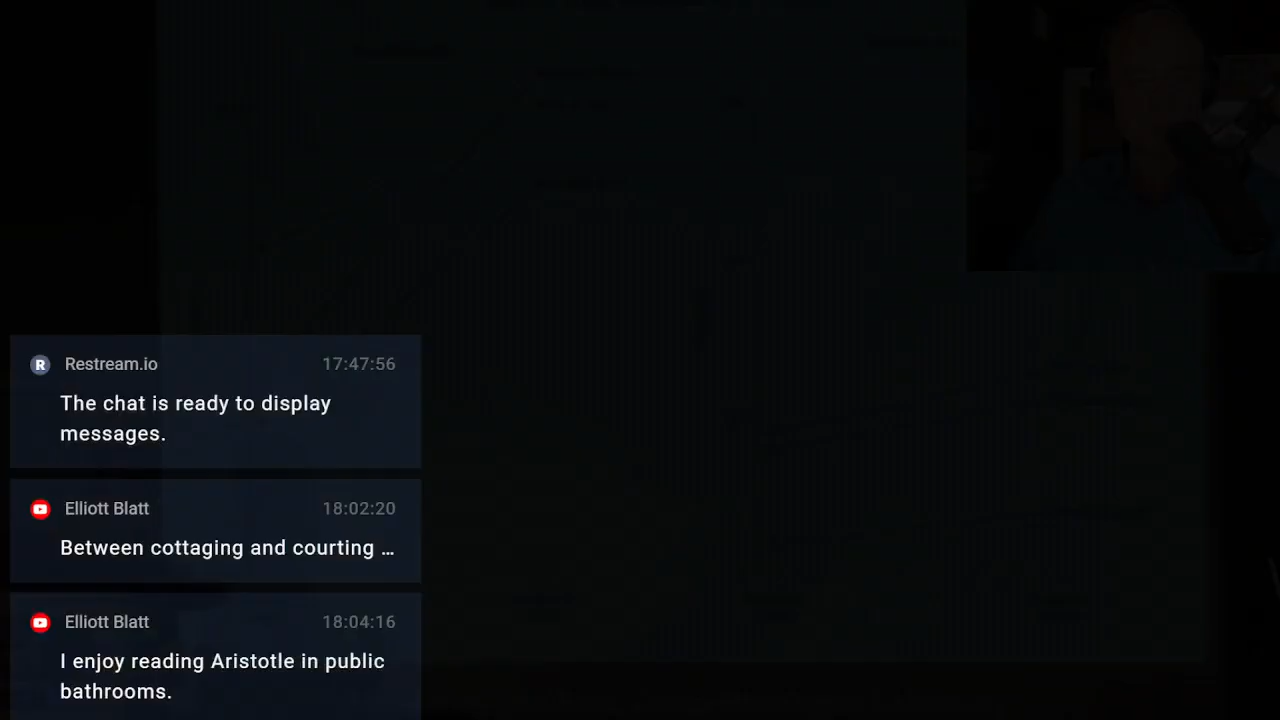 Restream.io 17:47:56
The chat is ready to display
messages.
Elliott Blatt 18:02:20
Between cottaging and courting ...
Elliott Blatt 18:04:16
I enjoy reading Aristotle in public
bathrooms.